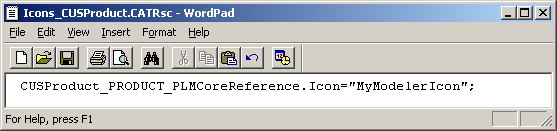 Icons_CUSProduct.CATRsc - WordPad
File Edit View Insert Format Help
CUSProduct_PRODUCT_PLMCoreReference.Icon="MyModelerIcon";
For Help, press F1